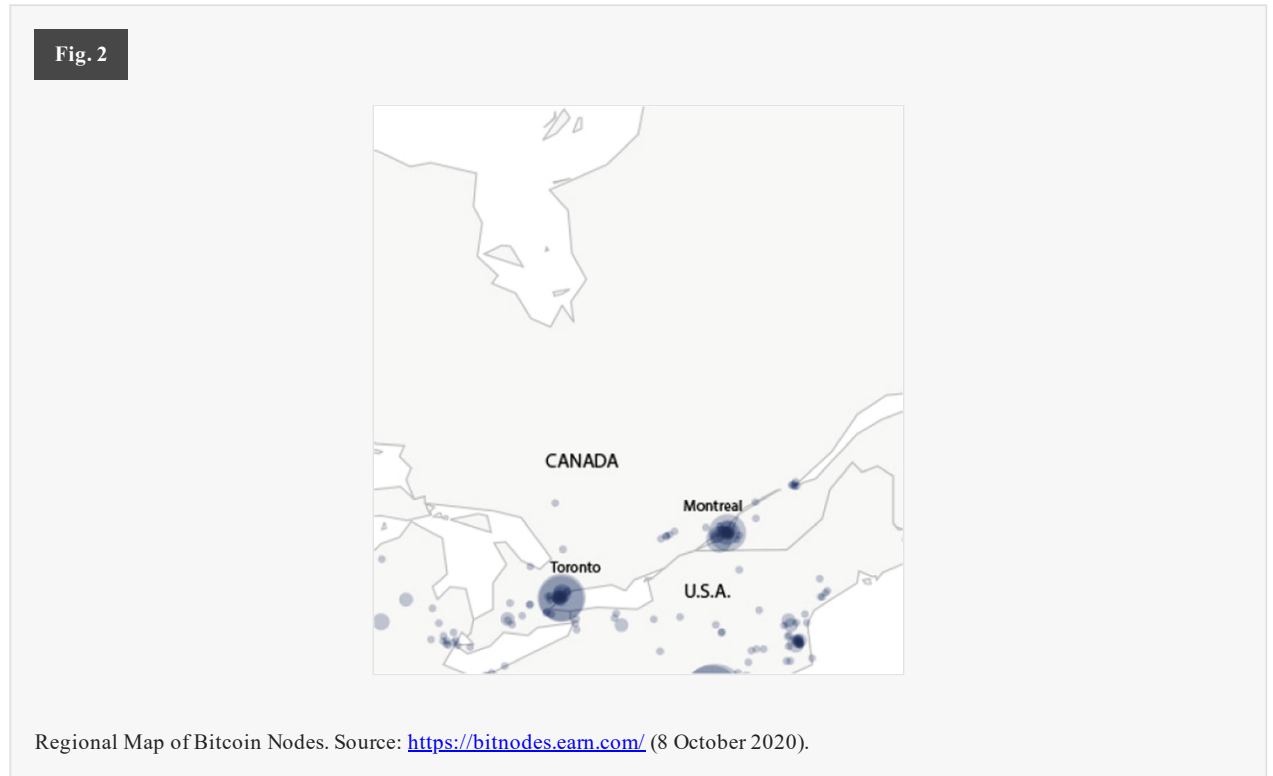 Fig. 2
CANADA
Montreal
Toronto
U.S.A.
Regional Map of Bitcoin Nodes. Source: https://bitnodes.earn.com/ (8 October 2020).